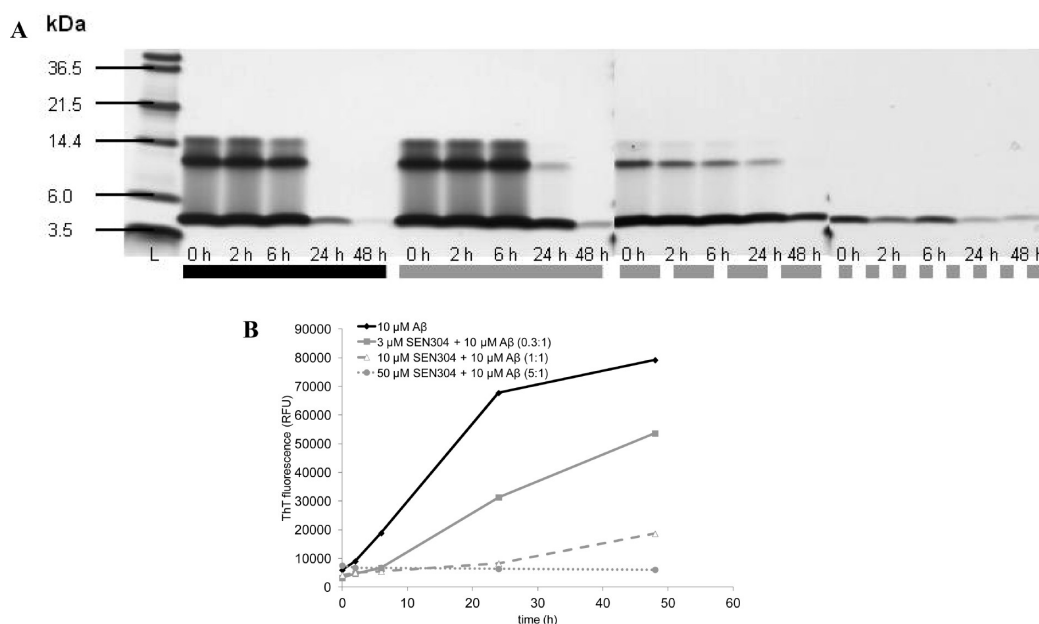 A
kDa
36.5
21.5
14.4
6.0
3.5
L 0 h 2 h 6 h 24 h 48 h 0 h 2 h 6 h 24 h 48 h 0 h 2 h 6 h 24 h 48 h 0 h 2 h 6 h 24 h 48 h
B
10 µM Aβ
3 µM SEN304 + 10 µM Aβ (0.3:1)
10 µM SEN304 + 10 µM Aβ (1:1)
50 µM SEN304 + 10 µM Aβ (5:1)
ThT fluorescence (RFU)
90000
80000
70000
60000
50000
40000
30000
20000
10000
0
0 10 20 30 40 50 60
time (h)